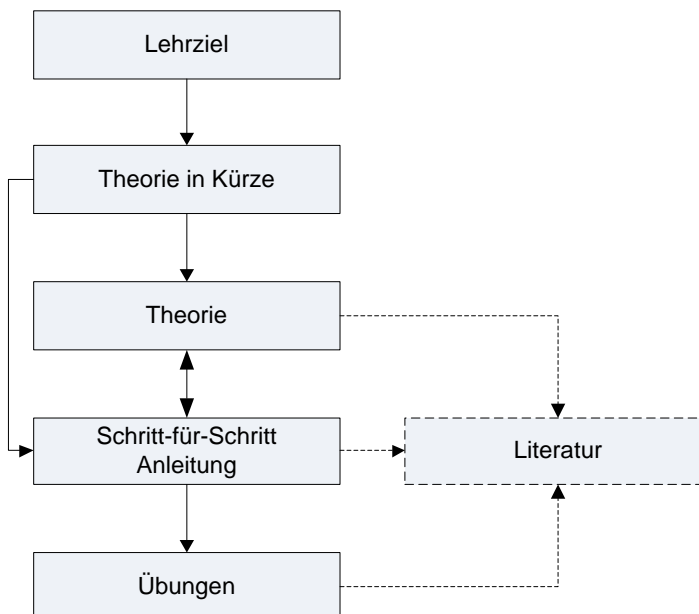 Lehrziel
Theorie in Kürze
Theorie
Schritt-für-Schritt
Anleitung
Literatur
Übungen